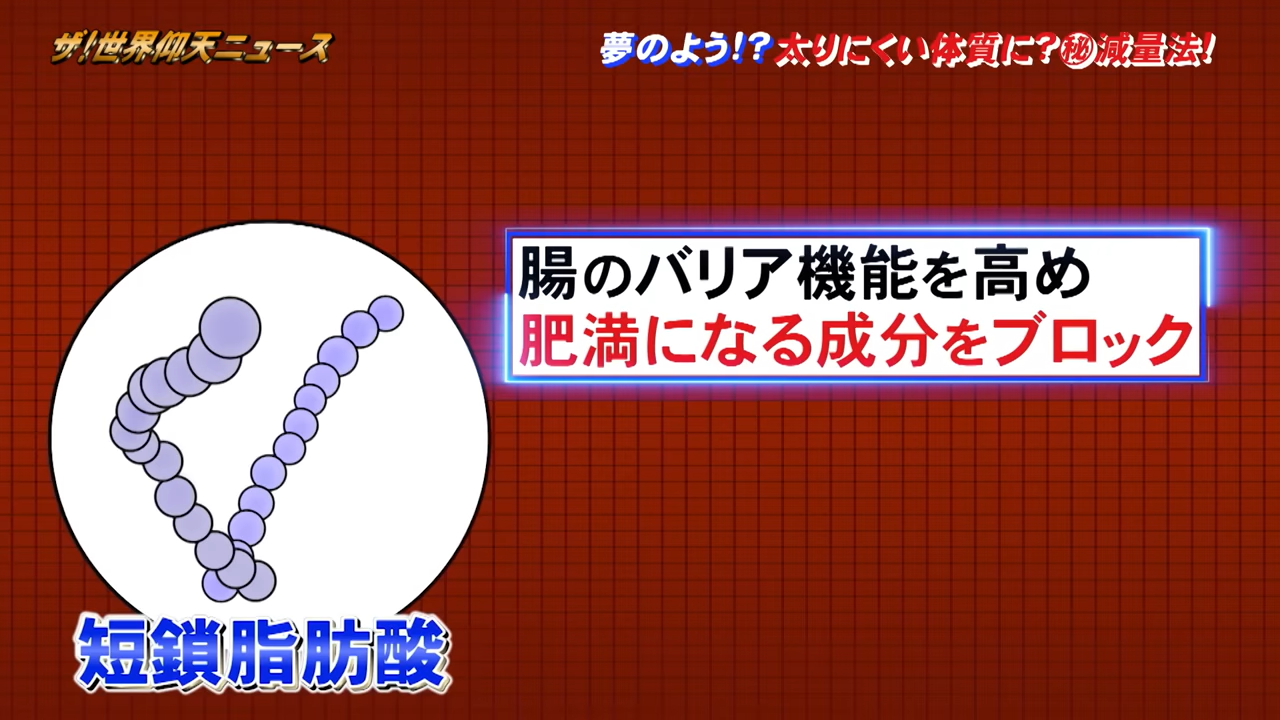 ザ!世界仰天ニュース
夢のよう!?太りにくい体質に?㊙減量法!
腸のバリア機能を高め
肥満になる成分をブロック
短鎖脂肪酸